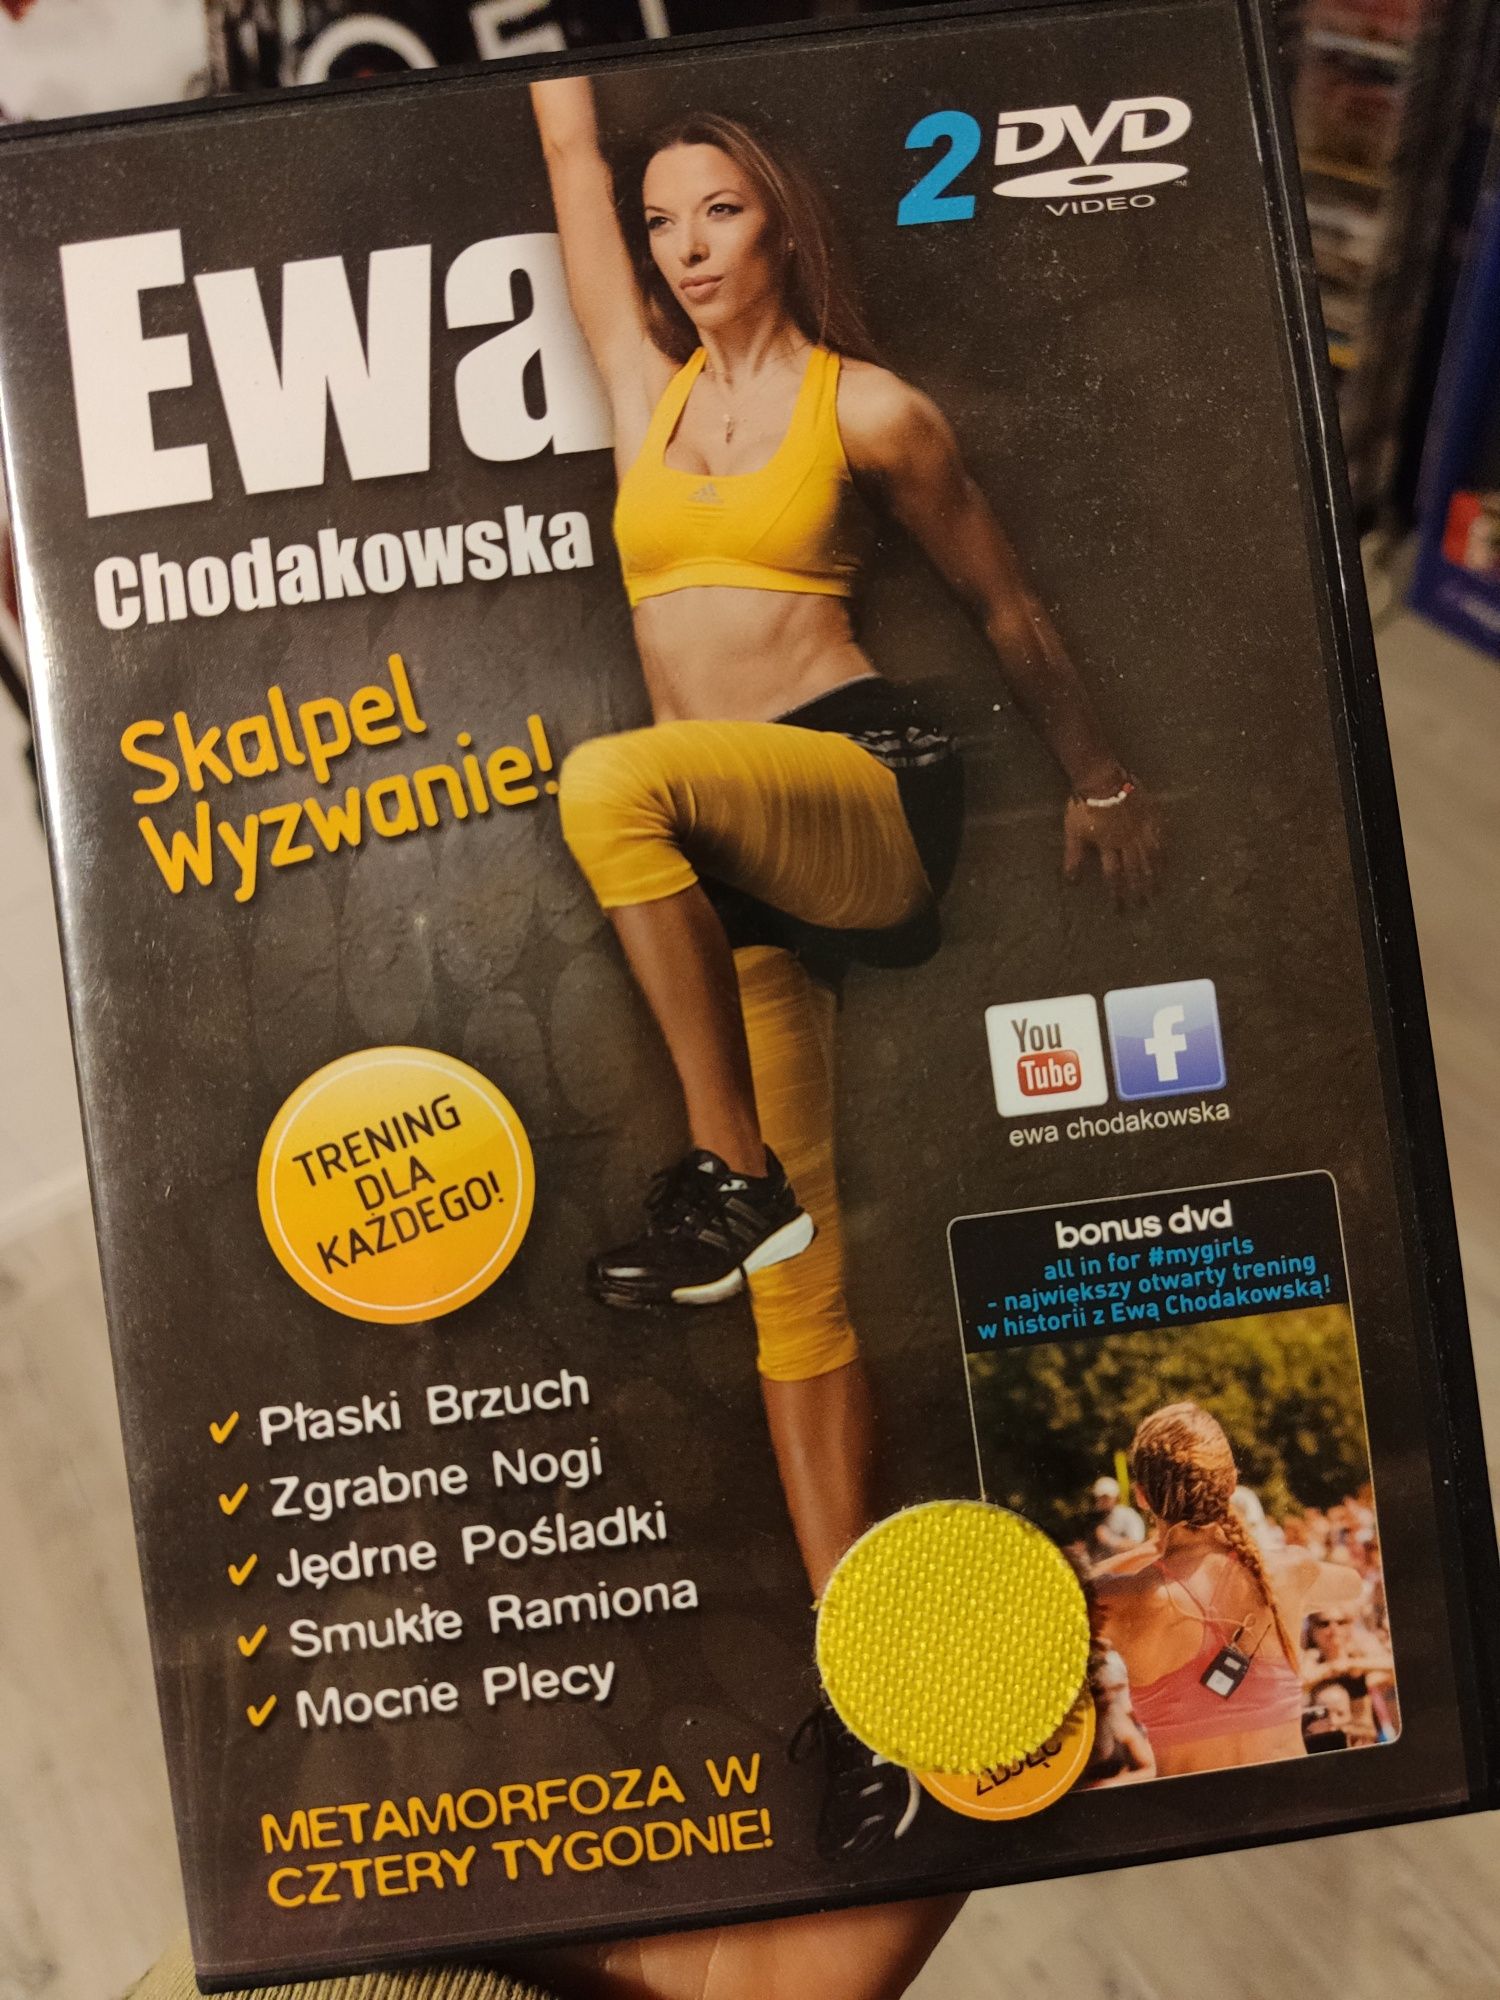 2 DVD
VIDEO
Ewa
Chodakowska
Skalpel
Wyzwanie!
You
Tube
f
ewa chodakowska
TRENING
DLA
KAŻDEGO!
bonus dvd
all in for #mygirls
- największy otwarty trening
w historii z Ewą Chodakowską!
Płaski Brzuch
Zgrabne Nogi
Jędrne Pośladki
Smukłe Ramiona
Mocne Plecy
METAMORFOZA W
CZTERY TYGODNIE!